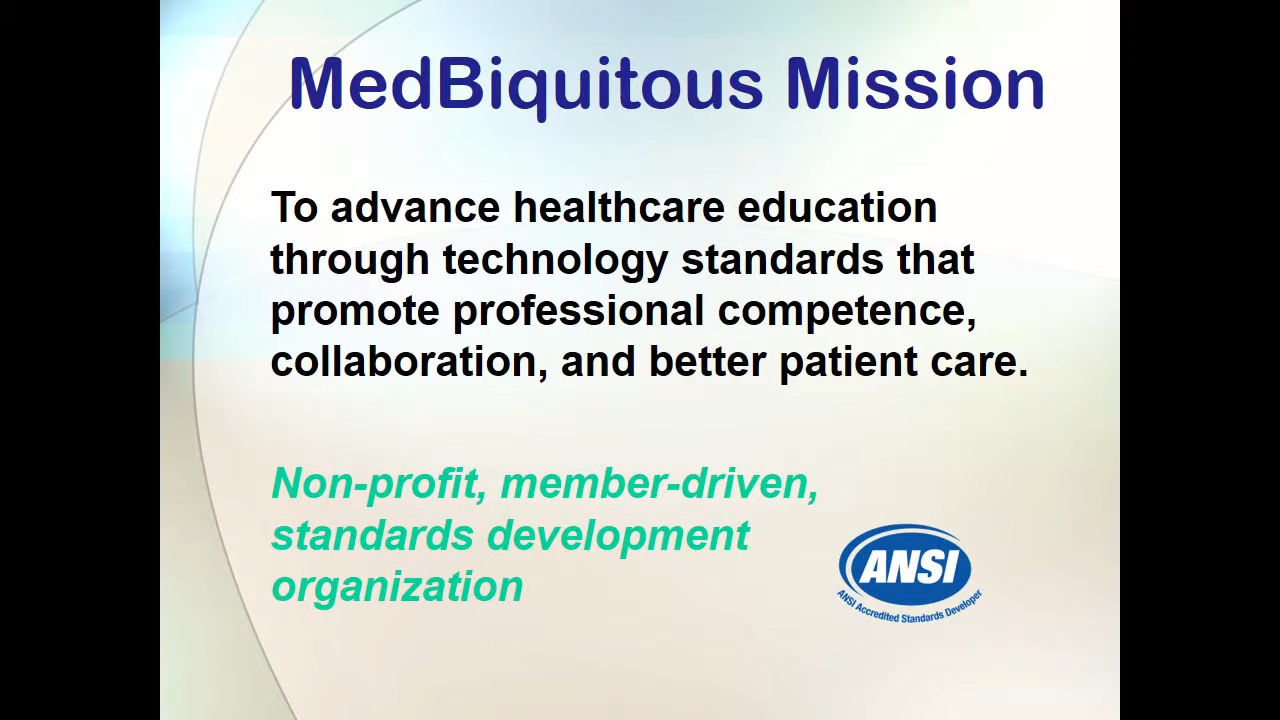 MedBiquitous Mission
To advance healthcare education
through technology standards that
promote professional competence,
collaboration, and better patient care.
Non-profit, member-driven,
standards development
organization
ANSI
ANSI Accredited Standards Developer